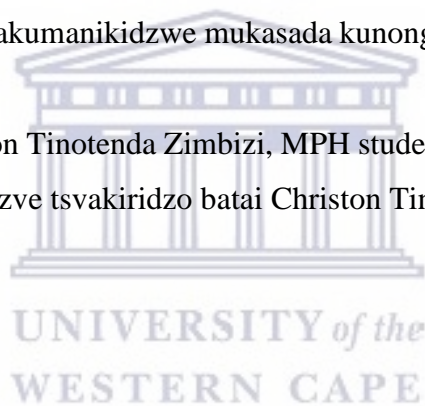 akumanikidzwe mukasada kunong
on Tinotenda Zimbizi, MPH stude
zve tsvakiridzo batai Christon Tin
UNIVERSITY of the
WESTERN CAPE